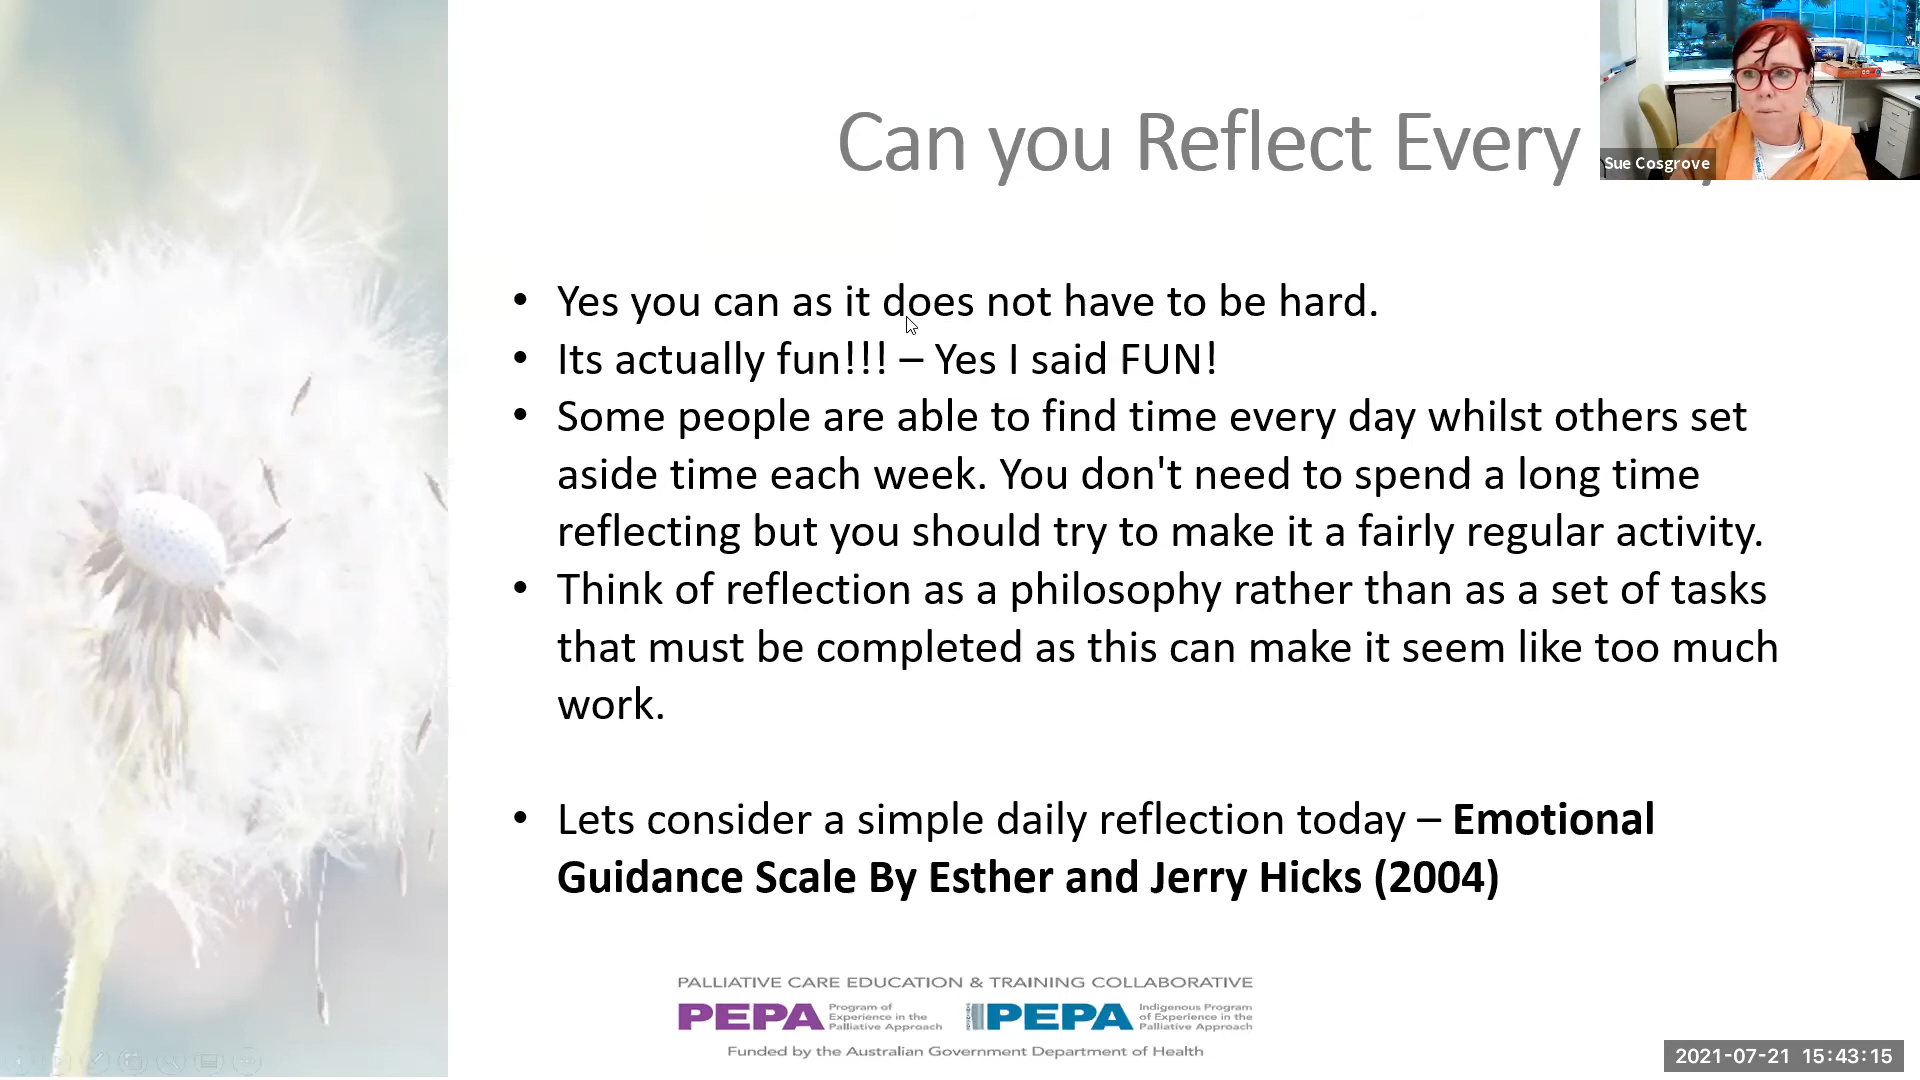 Can you Reflect Every
Sue Cosgrove
• Yes you can as it does not have to be hard.
• Its actually fun!!! – Yes I said FUN!
• Some people are able to find time every day whilst others set
aside time each week. You don't need to spend a long time
reflecting but you should try to make it a fairly regular activity.
• Think of reflection as a philosophy rather than as a set of tasks
that must be completed as this can make it seem like too much
work.
• Lets consider a simple daily reflection today – Emotional
Guidance Scale By Esther and Jerry Hicks (2004)
PALLIATIVE CARE EDUCATION & TRAINING COLLABORATIVE
PEPA
Program of
Experience in the
Palliative Approach
IPEPA
Indigenous Program
of Experience in the
Palliative Approach
Funded by the Australian Government Department of Health
2021-07-21 15:43:15